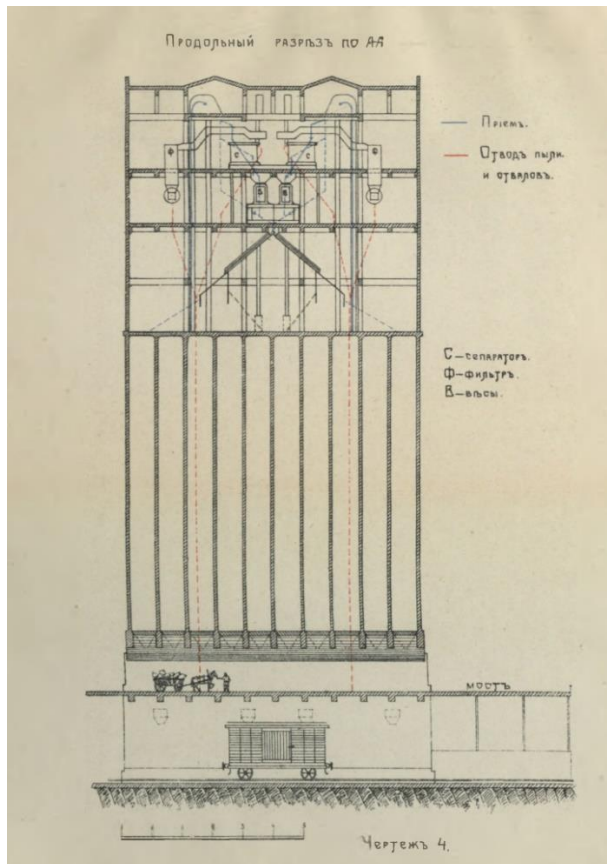 Продольный разрѣзъ по АА
Пріемъ.
Отводъ пыли
и отваловъ.
С
С
Ф
Ф
В
В
С–сепараторъ.
Ф–фильтръ.
В–вѣсы.
мостъ
Чертежъ 4.